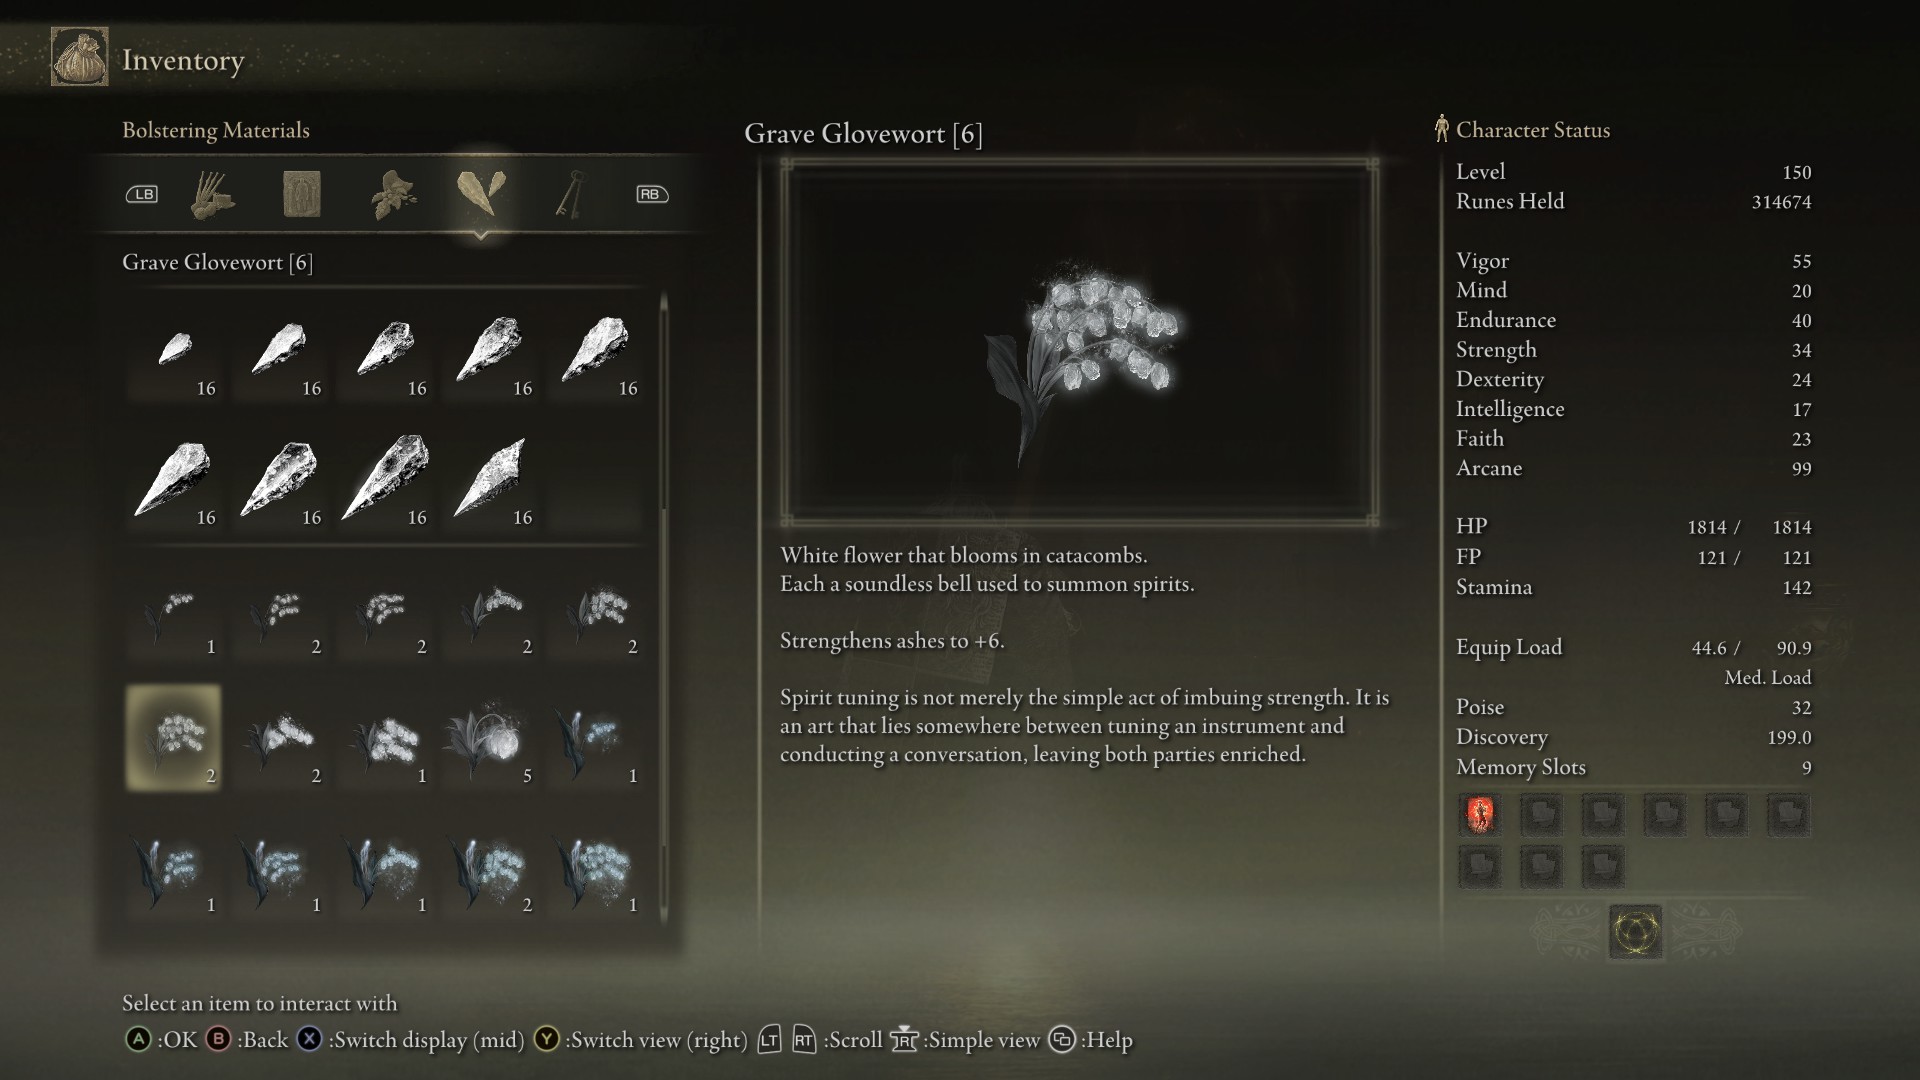 Inventory
Bolstering Materials
LB
RB
Grave Glovewort [6]
16 16 16 16 16
16 16 16 16
1 2 2 2 2
2 2 1 5 1
1 1 1 2 1
Grave Glovewort [6]
White flower that blooms in catacombs.
Each a soundless bell used to summon spirits.
Strengthens ashes to +6.
Spirit tuning is not merely the simple act of imbuing strength. It is
an art that lies somewhere between tuning an instrument and
conducting a conversation, leaving both parties enriched.
Character Status
Level 150
Runes Held 314674
Vigor 55
Mind 20
Endurance 40
Strength 34
Dexterity 24
Intelligence 17
Faith 23
Arcane 99
HP 1814 / 1814
FP 121 / 121
Stamina 142
Equip Load 44.6 / 90.9
Med. Load
Poise 32
Discovery 199.0
Memory Slots 9
Select an item to interact with
A :OK B :Back X :Switch display (mid) Y :Switch view (right) LT RT :Scroll R :Simple view :Help